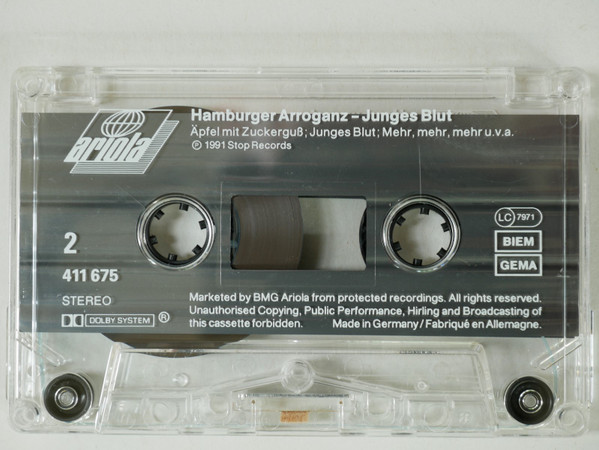 ariola
Hamburger Arroganz – Junges Blut
Äpfel mit Zuckerguß; Junges Blut; Mehr, mehr, mehr u.v.a.
℗ 1991 Stop Records
LC 7971
2
BIEM
411 675
GEMA
STEREO
DOLBY SYSTEM ®
Marketed by BMG Ariola from protected recordings. All rights reserved.
Unauthorised Copying, Public Performance, Hirling and Broadcasting of
this cassette forbidden. Made in Germany / Fabriqué en Allemagne.